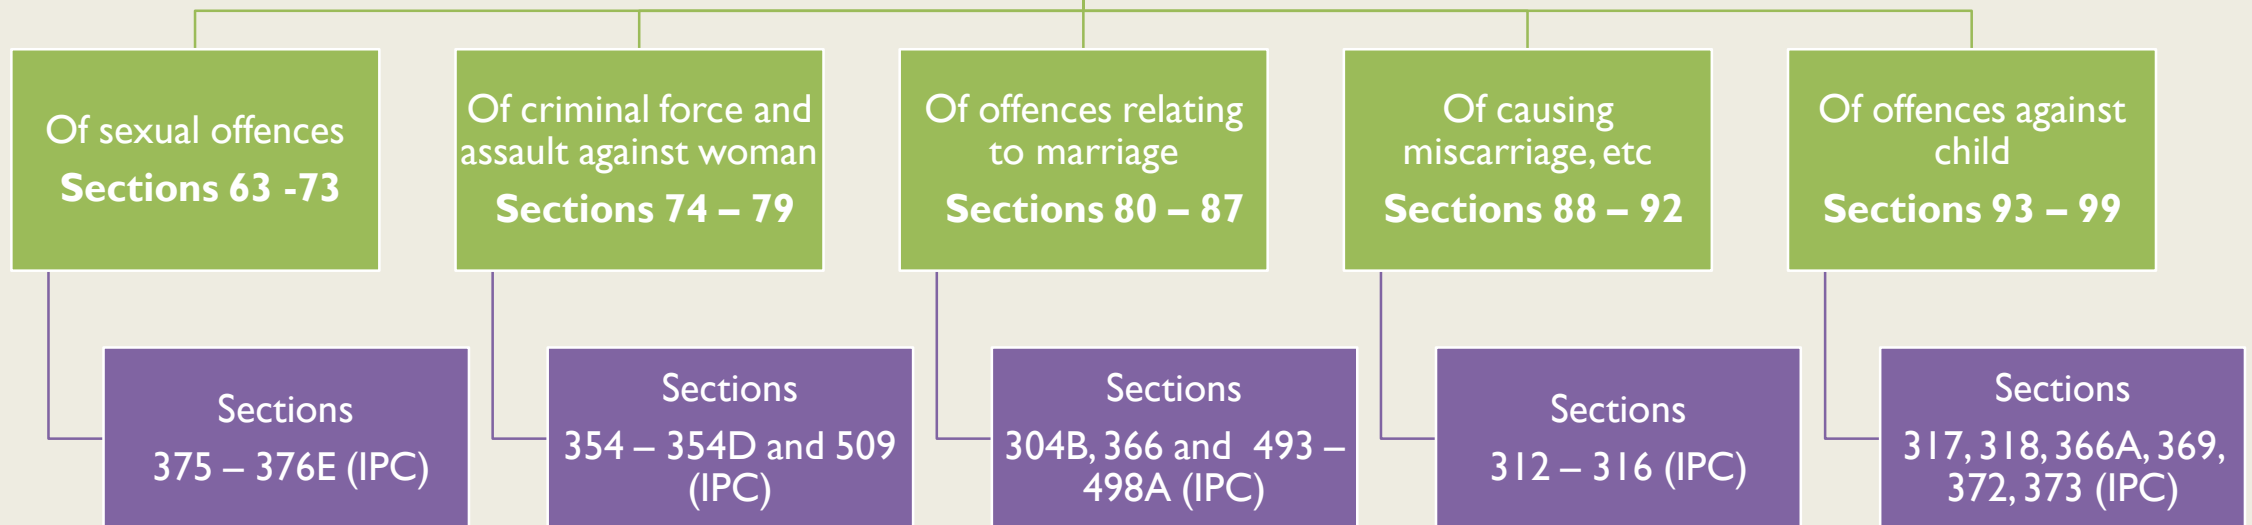 Of sexual offences
Sections 63 -73
Of criminal force and
assault against woman
Sections 74 – 79
Of offences relating
to marriage
Sections 80 – 87
Of causing
miscarriage, etc
Sections 88 – 92
Of offences against
child
Sections 93 – 99
Sections
375 – 376E (IPC)
Sections
354 – 354D and 509
(IPC)
Sections
304B, 366 and  493 –
498A (IPC)
Sections
312 – 316 (IPC)
Sections
317, 318, 366A, 369,
372, 373 (IPC)